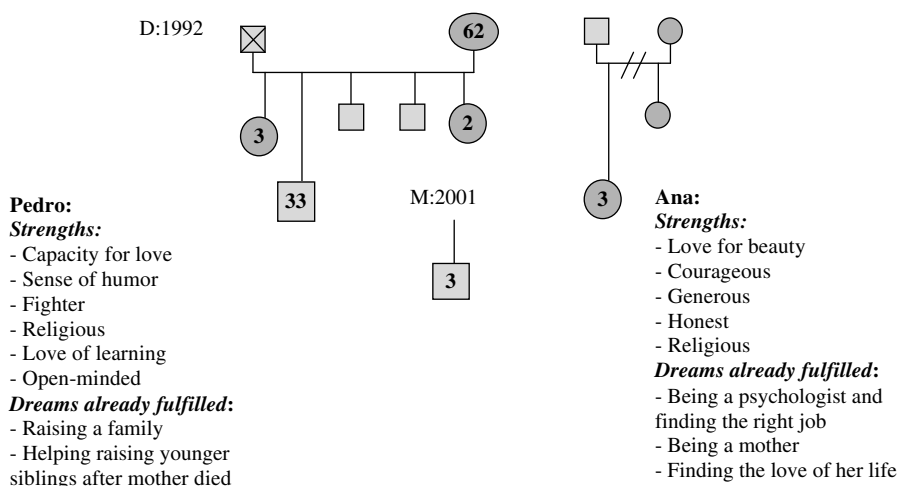 D:1992
62
3
2
33
M:2001
3
3
Pedro:
Strengths:
- Capacity for love
- Sense of humor
- Fighter
- Religious
- Love of learning
- Open-minded
Dreams already fulfilled:
- Raising a family
- Helping raising younger
siblings after mother died
Ana:
Strengths:
- Love for beauty
- Courageous
- Generous
- Honest
- Religious
Dreams already fulfilled:
- Being a psychologist and
finding the right job
- Being a mother
- Finding the love of her life